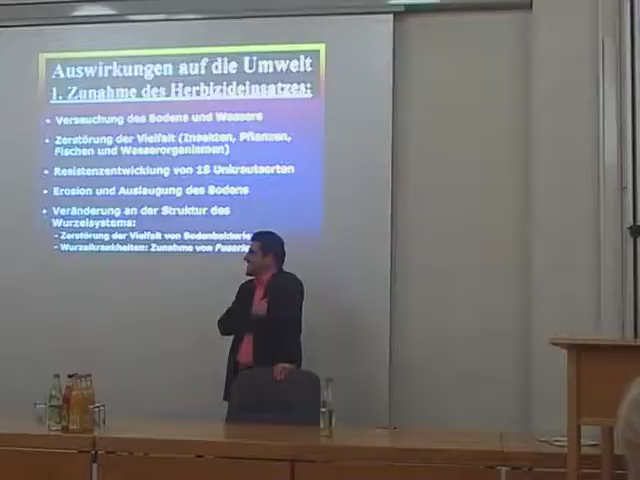 Auswirkungen auf die Umwelt
1. Zunahme des Herbizideinsatzes:
• Verseuchung des Bodens und Wassers
• Zerstörung der Vielfalt (Insekten, Pflanzen,
Fischen und Wasserorganismen)
• Resistenzentwicklung von 15 Unkrautsorten
• Erosion und Auslaugung des Bodens
• Veränderung an der Struktur des
Wurzelsystems:
- Zerstörung der Vielfalt von Bodenbakterie
- Wurzelkrankheiten: Zunahme von